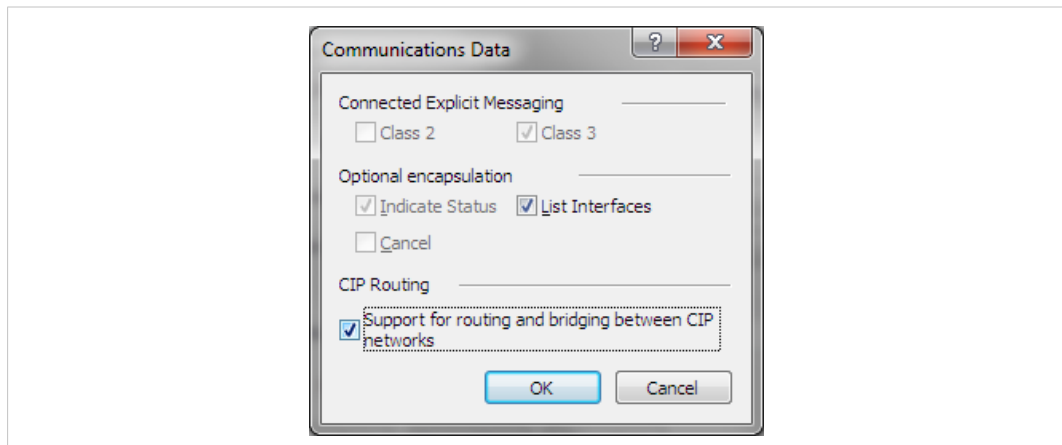 Communications Data
Connected Explicit Messaging
Class 2 Class 3
Optional encapsulation
Indicate Status List Interfaces
Cancel
CIP Routing
Support for routing and bridging between CIP
networks
OK Cancel